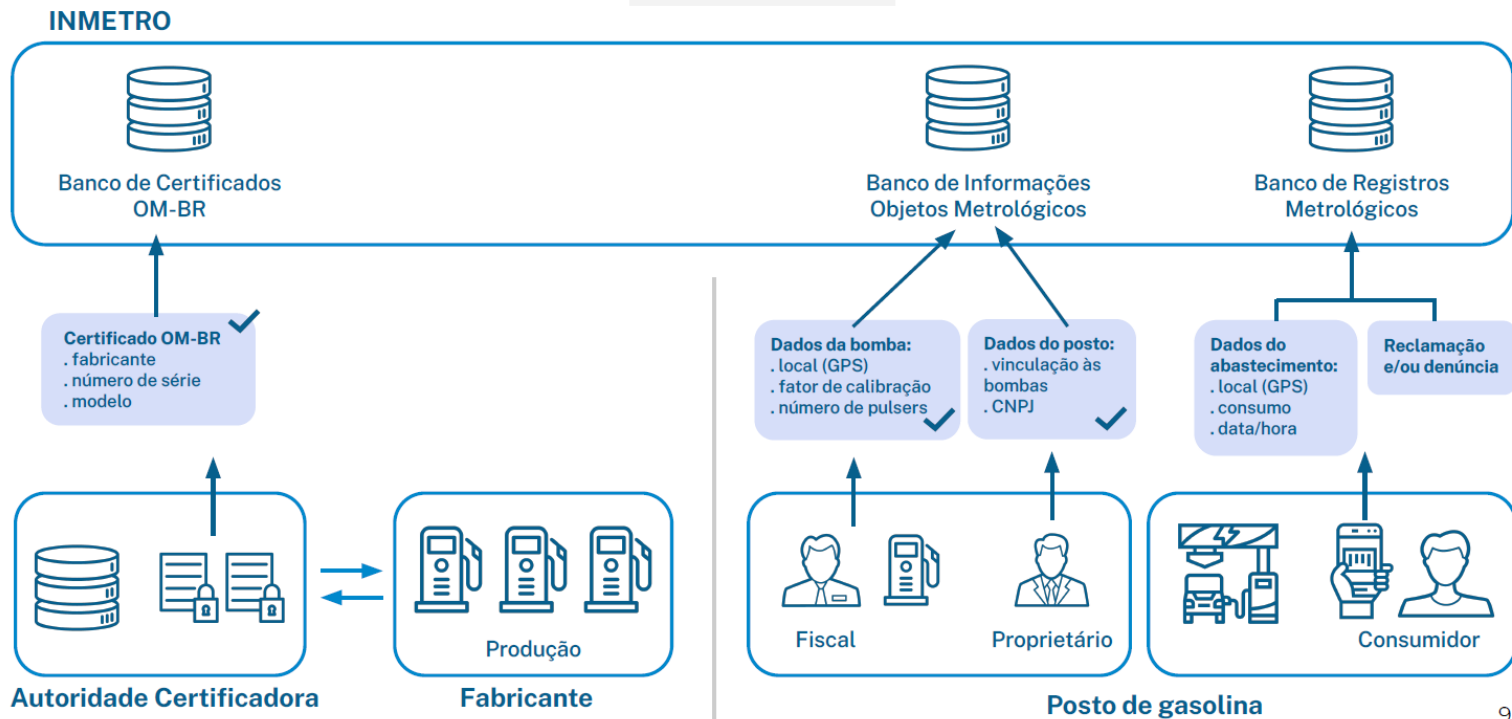 INMETRO
Banco de Certificados
OM-BR
Banco de Informações
Objetos Metrológicos
Banco de Registros
Metrológicos
Certificado OM-BR
. fabricante
. número de série
. modelo
Dados da bomba:
. local (GPS)
. fator de calibração
. número de pulsers
Dados do posto:
. vinculação às
bombas
. CNPJ
Dados do
abastecimento:
. local (GPS)
. consumo
. data/hora
Reclamação
e/ou denúncia
Produção
Fiscal
Proprietário
Consumidor
Autoridade Certificadora
Fabricante
Posto de gasolina